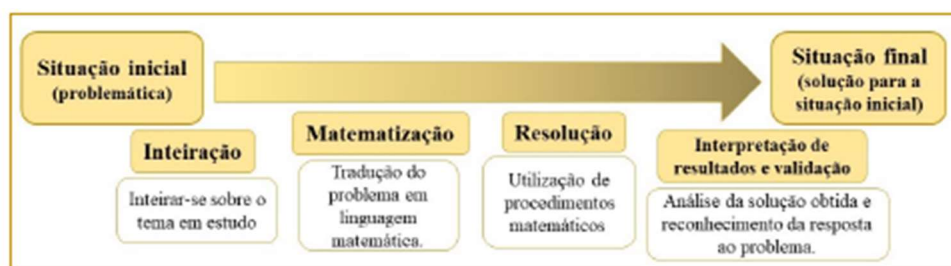 Situação inicial
(problemática)
Situação final
(solução para a
situação inicial)
Inteiração
Inteirar-se sobre o
tema em estudo
Matematização
Tradução do
problema em
linguagem
matemática.
Resolução
Utilização de
procedimentos
matemáticos
Interpretação de
resultados e validação
Análise da solução obtida e
reconhecimento da resposta
ao problema.